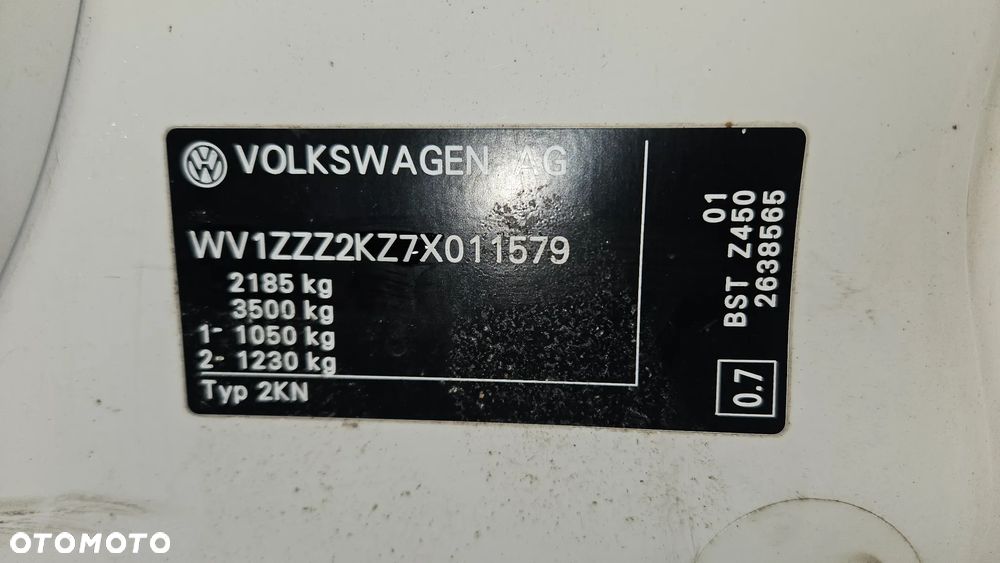 VOLKSWAGEN AG
WV1ZZZ2KZ7X011579
2185 kg
3500 kg
1- 1050 kg
2- 1230 kg
Typ 2KN
01
BST Z450
2638565
0.7
OTOMOTO